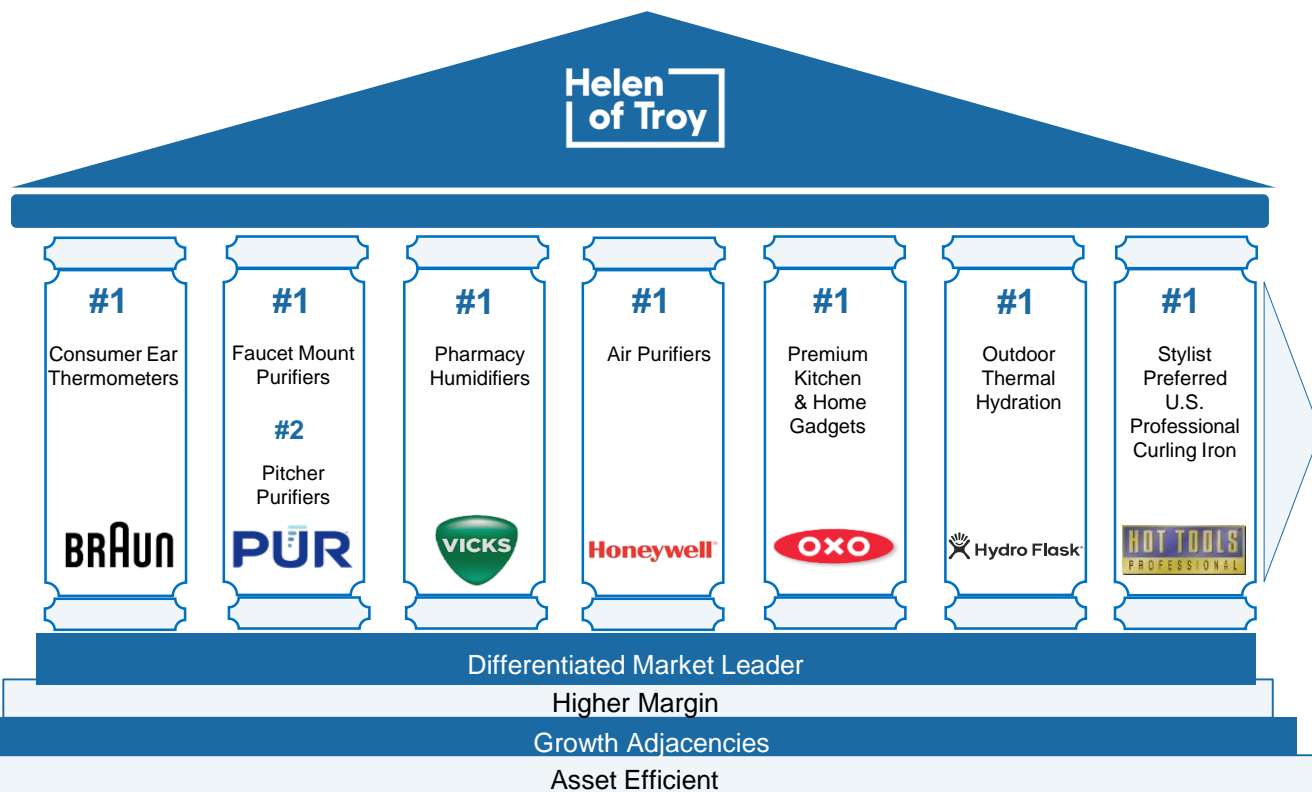 Helen
of Troy
#1
Consumer Ear
Thermometers
BRAUN
#1
Faucet Mount
Purifiers
#2
Pitcher
Purifiers
PŪR
#1
Pharmacy
Humidifiers
VICKS
#1
Air Purifiers
Honeywell
#1
Premium
Kitchen
& Home
Gadgets
OXO
#1
Outdoor
Thermal
Hydration
Hydro Flask
#1
Stylist
Preferred
U.S.
Professional
Curling Iron
HOT TOOLS
PROFESSIONAL
Differentiated Market Leader
Higher Margin
Growth Adjacencies
Asset Efficient